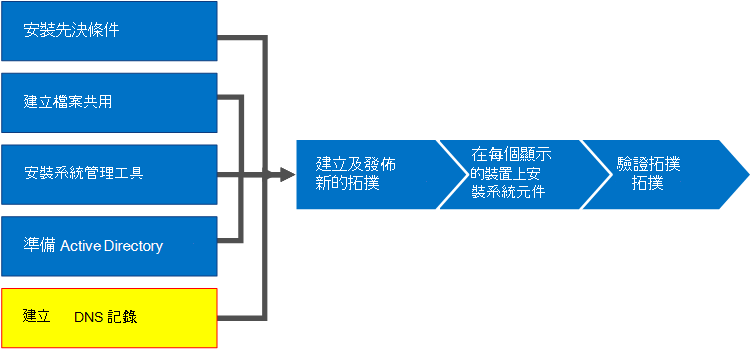 安裝先決條件
建立檔案共用
安裝系統管理工具
準備 Active Directory
建立 DNS 記錄
建立及發佈
新的拓撲
在每個顯示
的裝置上安
裝系統元件
驗證拓撲
拓撲